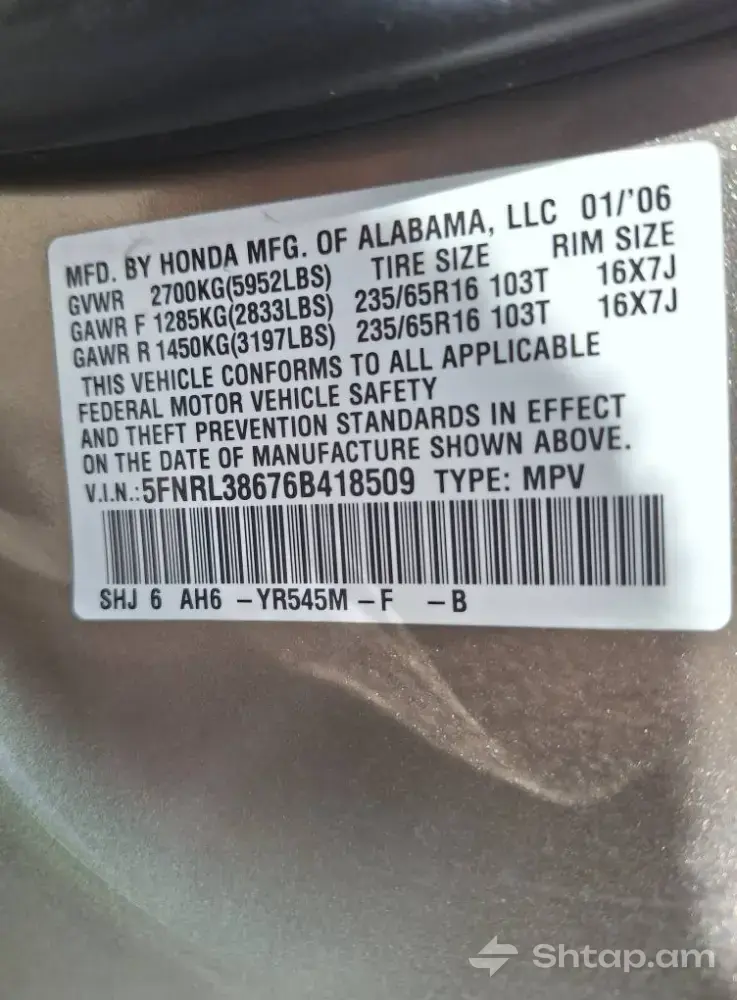 MFD. BY HONDA MFG. OF ALABAMA, LLC 01/'06
GVWR 2700KG(5952LBS) TIRE SIZE RIM SIZE
GAWR F 1285KG(2833LBS) 235/65R16 103T 16X7J
GAWR R 1450KG(3197LBS) 235/65R16 103T 16X7J
THIS VEHICLE CONFORMS TO ALL APPLICABLE
FEDERAL MOTOR VEHICLE SAFETY
AND THEFT PREVENTION STANDARDS IN EFFECT
ON THE DATE OF MANUFACTURE SHOWN ABOVE.
V.I.N.:5FNRL38676B418509 TYPE: MPV
SHJ 6 AH6 -YR545M -F -B
Shtap.am